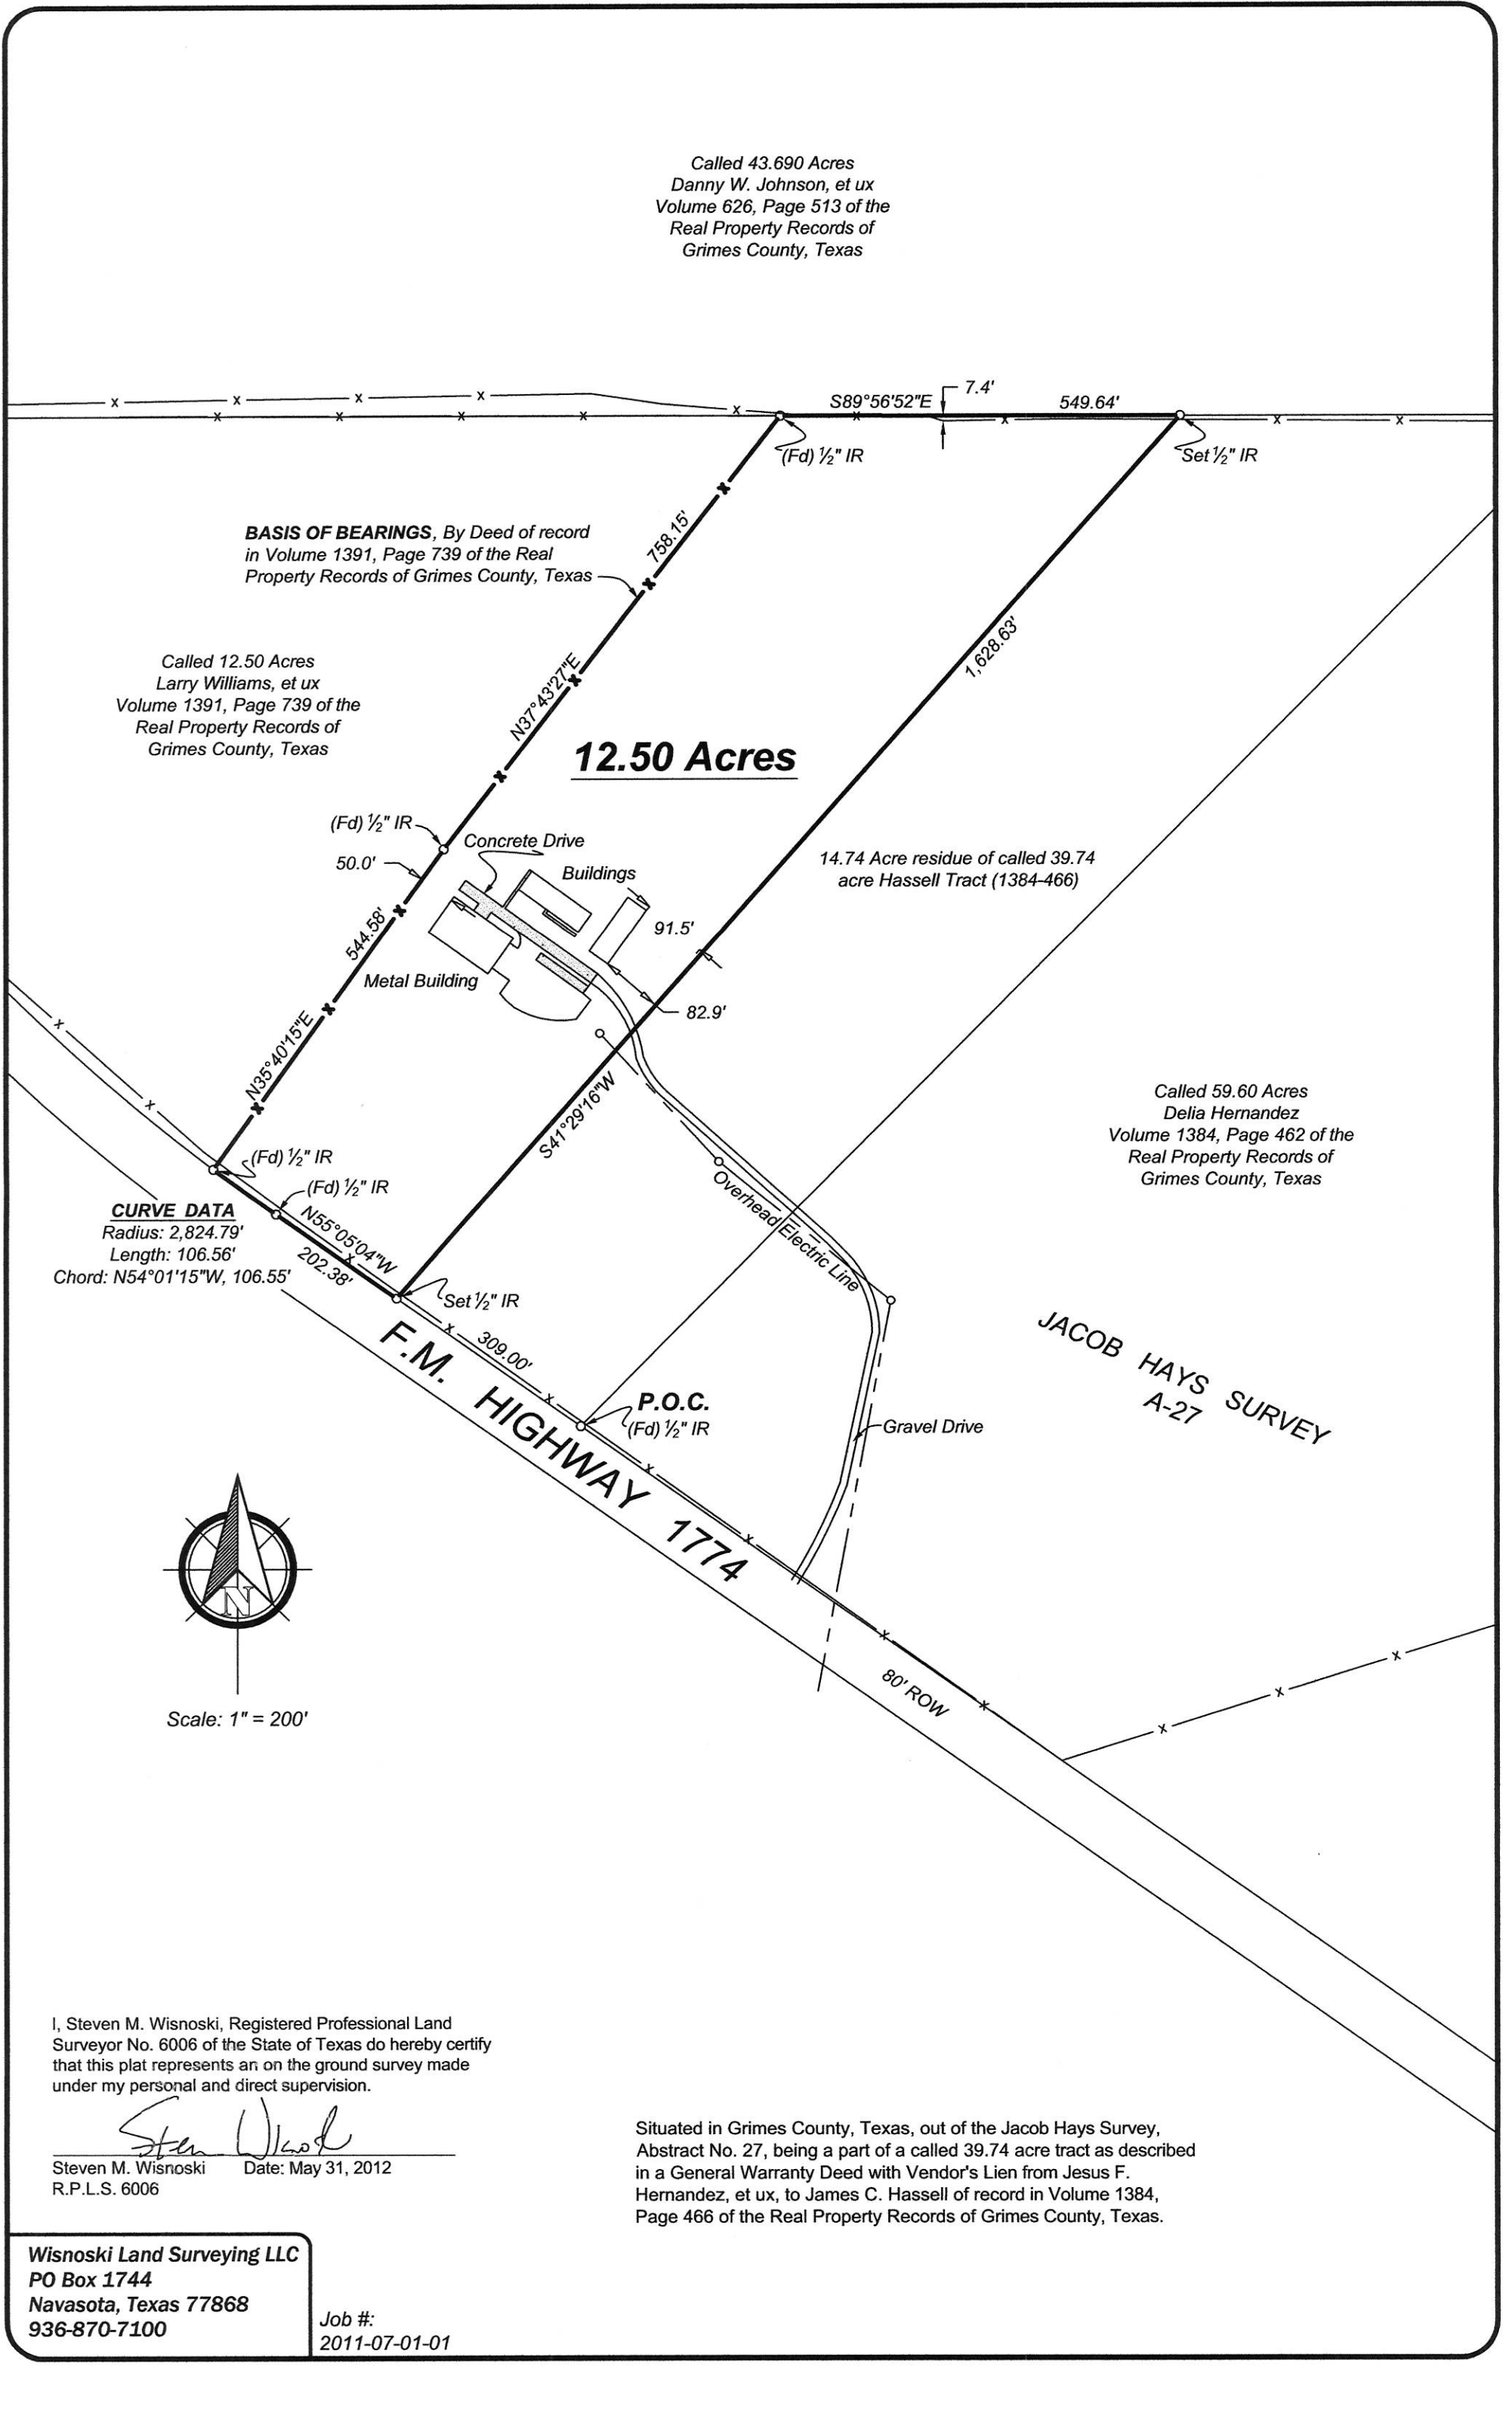 Called 43.690 Acres
Danny W. Johnson, et ux
Volume 626, Page 513 of the
Real Property Records of
Grimes County, Texas
7.4'
S89°56'52"E
549.64'
(Fd) ½" IR
Set ½" IR
BASIS OF BEARINGS, By Deed of record
in Volume 1391, Page 739 of the Real
Property Records of Grimes County, Texas
758.15'
N37°43'27"E
1,628.63'
Called 12.50 Acres
Larry Williams, et ux
Volume 1391, Page 739 of the
Real Property Records of
Grimes County, Texas
12.50 Acres
(Fd) ½" IR
Concrete Drive
50.0'
Buildings
14.74 Acre residue of called 39.74
acre Hassell Tract (1384-466)
544.58'
91.5'
Metal Building
82.9'
N35°40'15"E
S41°29'16"W
Called 59.60 Acres
Delia Hernandez
Volume 1384, Page 462 of the
Real Property Records of
Grimes County, Texas
(Fd) ½" IR
(Fd) ½" IR
CURVE DATA
Radius: 2,824.79'
Length: 106.56'
Chord: N54°01'15"W, 106.55'
N55°05'04"W
202.38'
Overhead Electric Line
Set ½" IR
309.00'
JACOB HAYS SURVEY
A-27
P.O.C.
(Fd) ½" IR
Gravel Drive
F.M. HIGHWAY 1774
N
80' ROW
Scale: 1" = 200'
I, Steven M. Wisnoski, Registered Professional Land
Surveyor No. 6006 of the State of Texas do hereby certify
that this plat represents an on the ground survey made
under my personal and direct supervision.
Steven M. Wisnoski Date: May 31, 2012
R.P.L.S. 6006
Situated in Grimes County, Texas, out of the Jacob Hays Survey,
Abstract No. 27, being a part of a called 39.74 acre tract as described
in a General Warranty Deed with Vendor's Lien from Jesus F.
Hernandez, et ux, to James C. Hassell of record in Volume 1384,
Page 466 of the Real Property Records of Grimes County, Texas.
Wisnoski Land Surveying LLC
PO Box 1744
Navasota, Texas 77868
936-870-7100
Job #:
2011-07-01-01